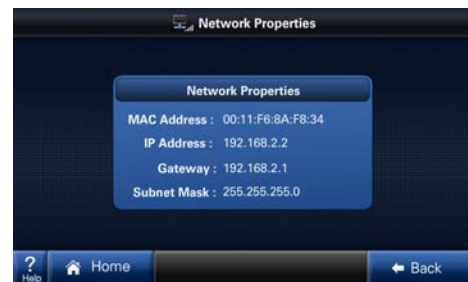 Network Properties
Network Properties
MAC Address : 00:11:F6:8A:F8:34
IP Address : 192.168.2.2
Gateway : 192.168.2.1
Subnet Mask : 255.255.255.0
? Help Home Back